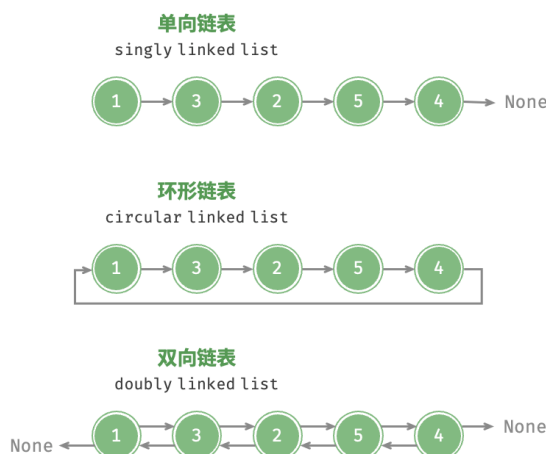 单向链表
singly linked list
1 3 2 5 4 None
环形链表
circular linked list
1 3 2 5 4
双向链表
doubly linked list
1 3 2 5 4 None
None